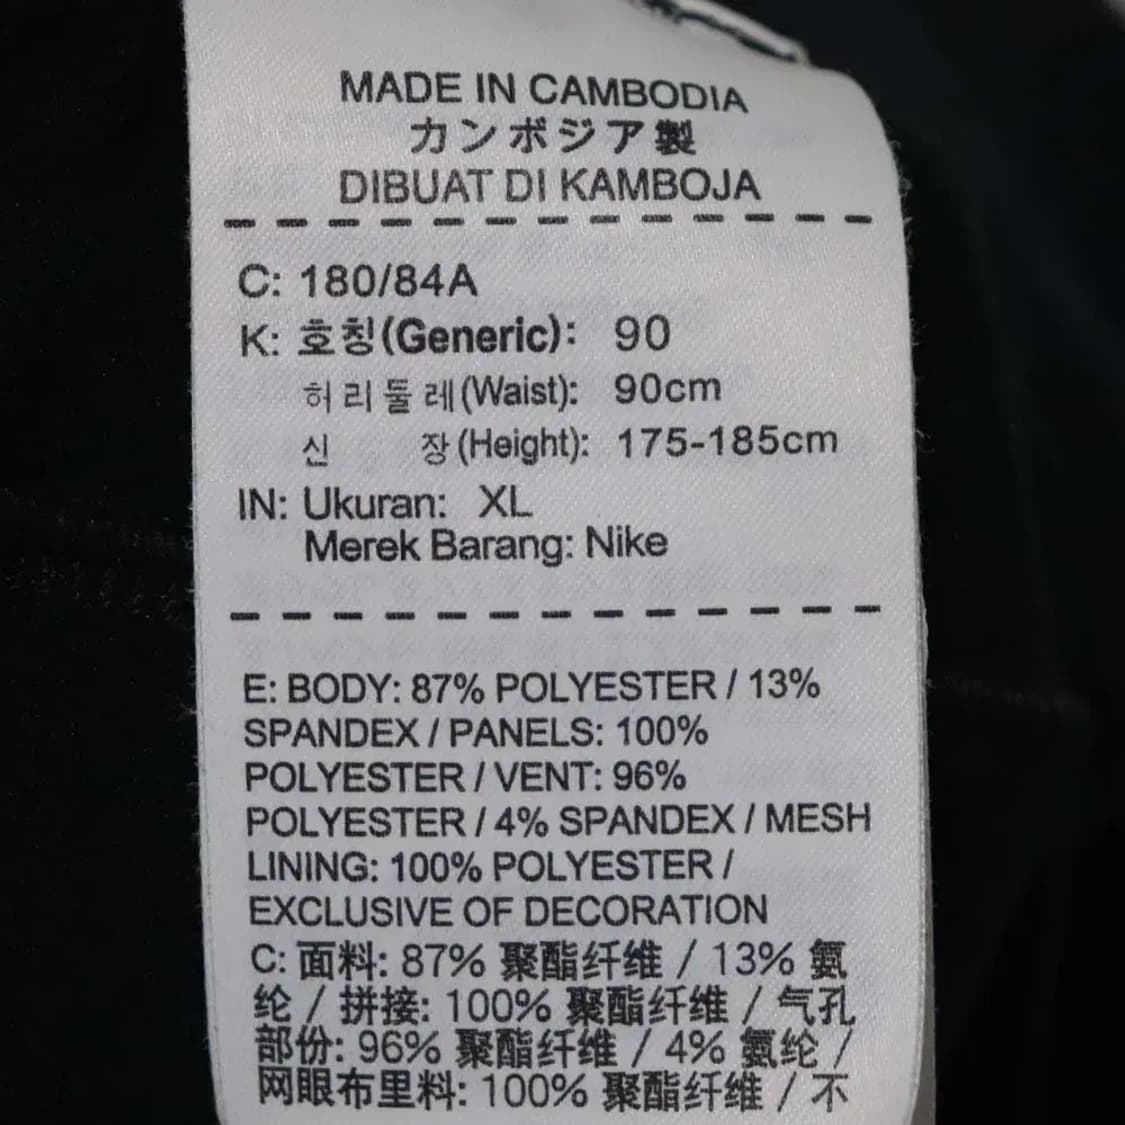 MADE IN CAMBODIA
カンボジア製
DIBUAT DI KAMBOJA
C: 180/84A
K: 호칭(Generic): 90
허리둘레(Waist): 90cm
신 장(Height): 175-185cm
IN: Ukuran: XL
Merek Barang: Nike
E: BODY: 87% POLYESTER / 13%
SPANDEX / PANELS: 100%
POLYESTER / VENT: 96%
POLYESTER / 4% SPANDEX / MESH
LINING: 100% POLYESTER /
EXCLUSIVE OF DECORATION
C: 面料: 87% 聚酯纤维 / 13% 氨
纶 / 拼接: 100% 聚酯纤维 / 气孔
部份: 96% 聚酯纤维 / 4% 氨纶 /
网眼布里料: 100% 聚酯纤维 / 不